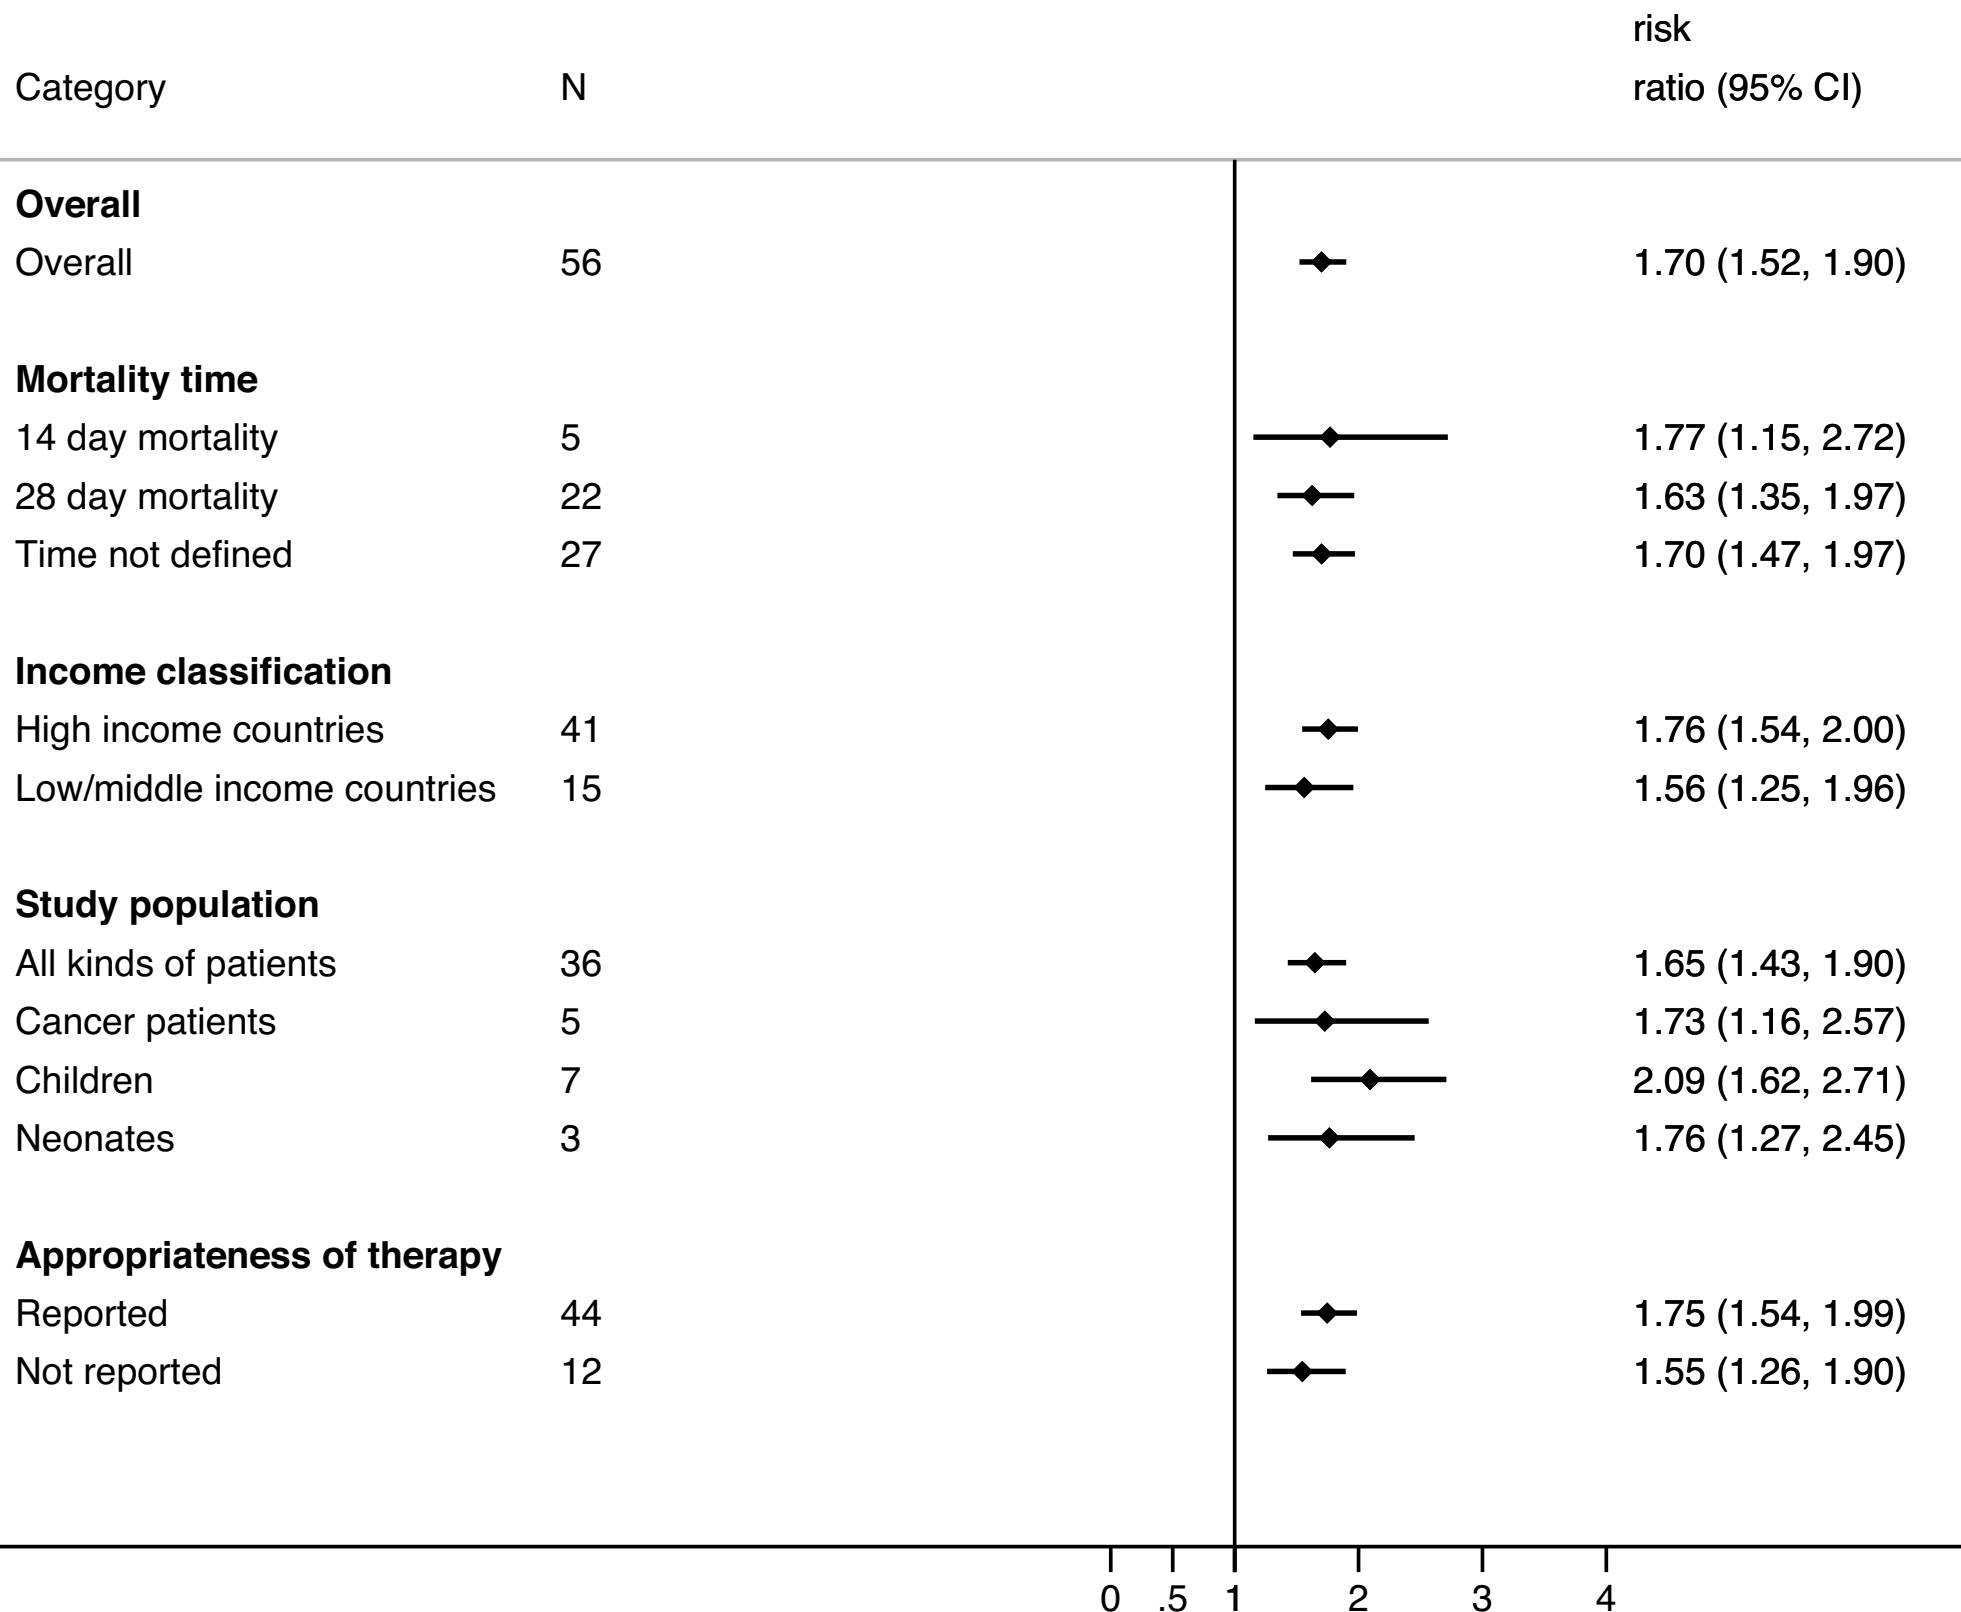 risk
Category N ratio (95% CI)
Overall
Overall 56 1.70 (1.52, 1.90)
Mortality time
14 day mortality 5 1.77 (1.15, 2.72)
28 day mortality 22 1.63 (1.35, 1.97)
Time not defined 27 1.70 (1.47, 1.97)
Income classification
High income countries 41 1.76 (1.54, 2.00)
Low/middle income countries 15 1.56 (1.25, 1.96)
Study population
All kinds of patients 36 1.65 (1.43, 1.90)
Cancer patients 5 1.73 (1.16, 2.57)
Children 7 2.09 (1.62, 2.71)
Neonates 3 1.76 (1.27, 2.45)
Appropriateness of therapy
Reported 44 1.75 (1.54, 1.99)
Not reported 12 1.55 (1.26, 1.90)
0 .5 1 2 3 4